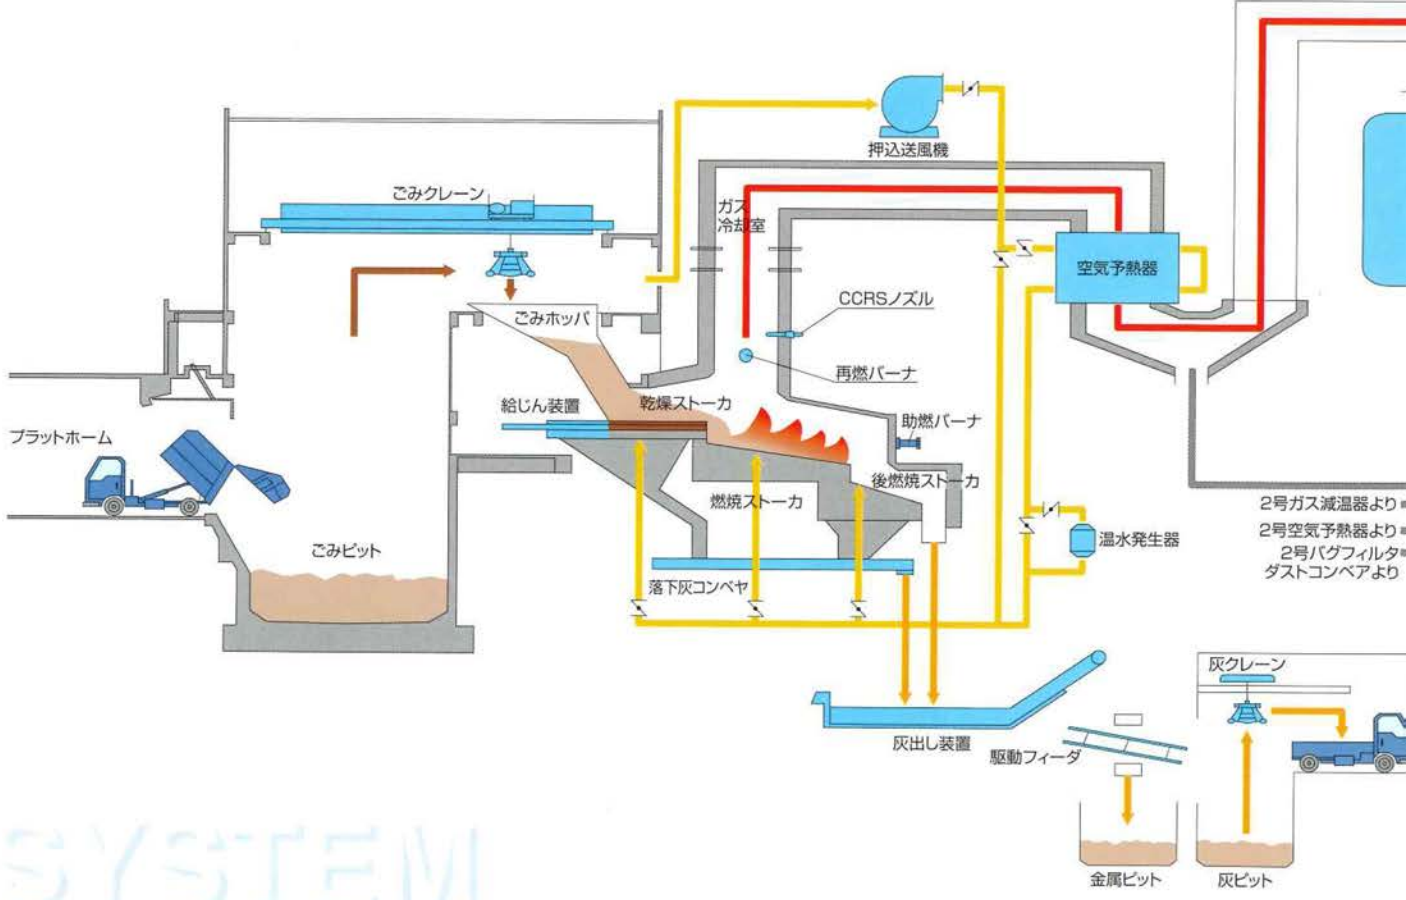 押込送風機
ごみクレーン
ガス
冷却室
空気予熱器
CCRSノズル
ごみホッパ
再燃バーナ
給じん装置
乾燥ストーカ
助燃バーナ
プラットホーム
後燃焼ストーカ
燃焼ストーカ
2号ガス減温器より
2号空気予熱器より
2号バグフィルタ
ダストコンベアより
温水発生器
ごみピット
落下灰コンベヤ
灰クレーン
灰出し装置
駆動フィーダ
金属ピット
灰ピット
SYSTEM